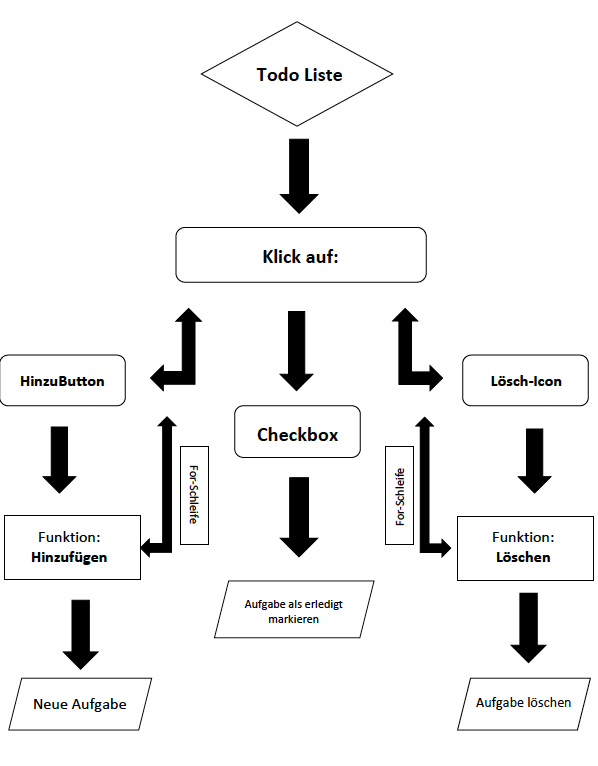 Todo Liste
Klick auf:
HinzuButton
Lösch-Icon
Checkbox
For-Schleife
For-Schleife
Funktion:
Hinzufügen
Funktion:
Löschen
Aufgabe als erledigt
markieren
Neue Aufgabe
Aufgabe löschen